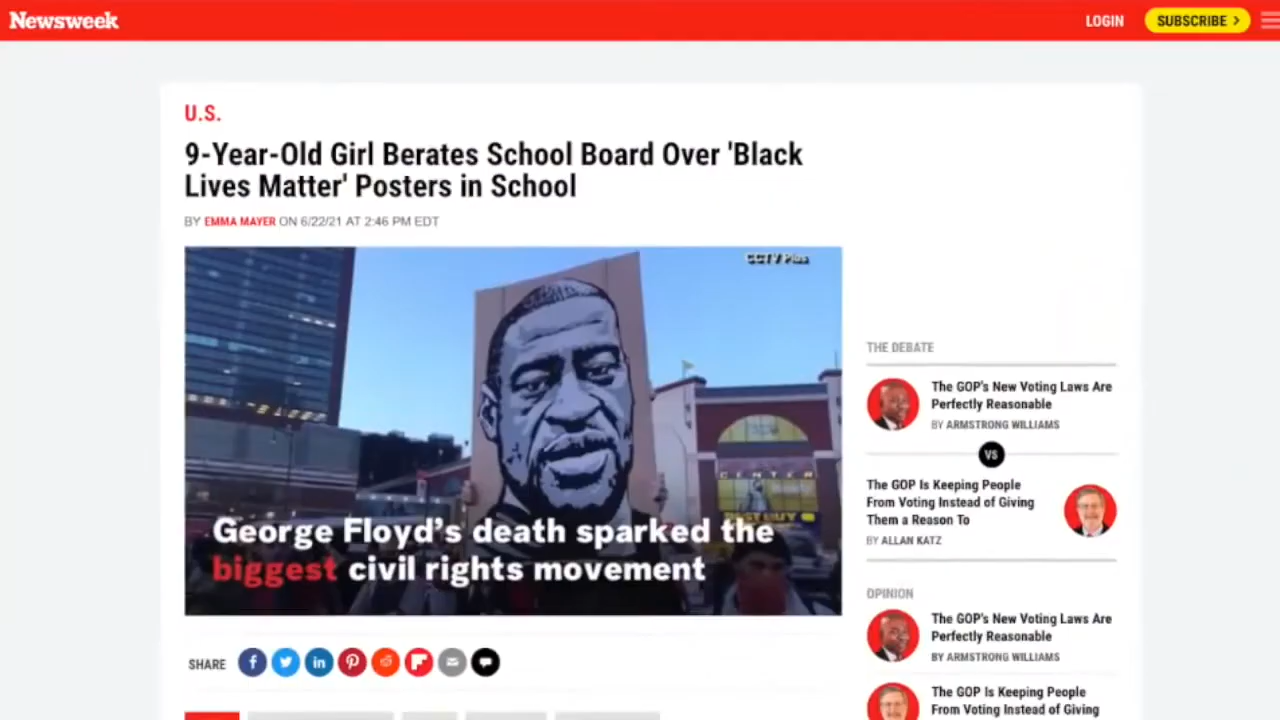 Newsweek
LOGIN
SUBSCRIBE >
U.S.
9-Year-Old Girl Berates School Board Over 'Black
Lives Matter' Posters in School
BY EMMA MAYER ON 6/22/21 AT 2:46 PM EDT
CCTV Plus
CENTER
BEST BUY
George Floyd's death sparked the
biggest civil rights movement
SHARE
THE DEBATE
The GOP's New Voting Laws Are
Perfectly Reasonable
BY ARMSTRONG WILLIAMS
VS
The GOP Is Keeping People
From Voting Instead of Giving
Them a Reason To
BY ALLAN KATZ
OPINION
The GOP's New Voting Laws Are
Perfectly Reasonable
BY ARMSTRONG WILLIAMS
The GOP Is Keeping People
From Voting Instead of Giving